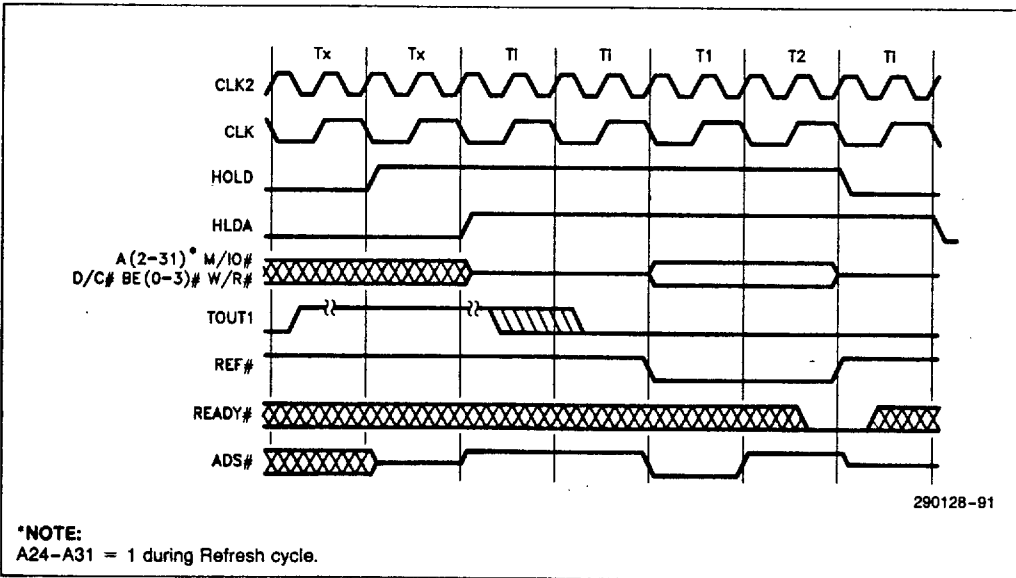 Tx Tx Ti Ti T1 T2 Ti
CLK2
CLK
HOLD
HLDA
A(2-31)* M/IO#
D/C# BE(0-3)# W/R#
TOUT1
REF#
READY#
ADS#
290128-91
*NOTE:
A24-A31 = 1 during Refresh cycle.